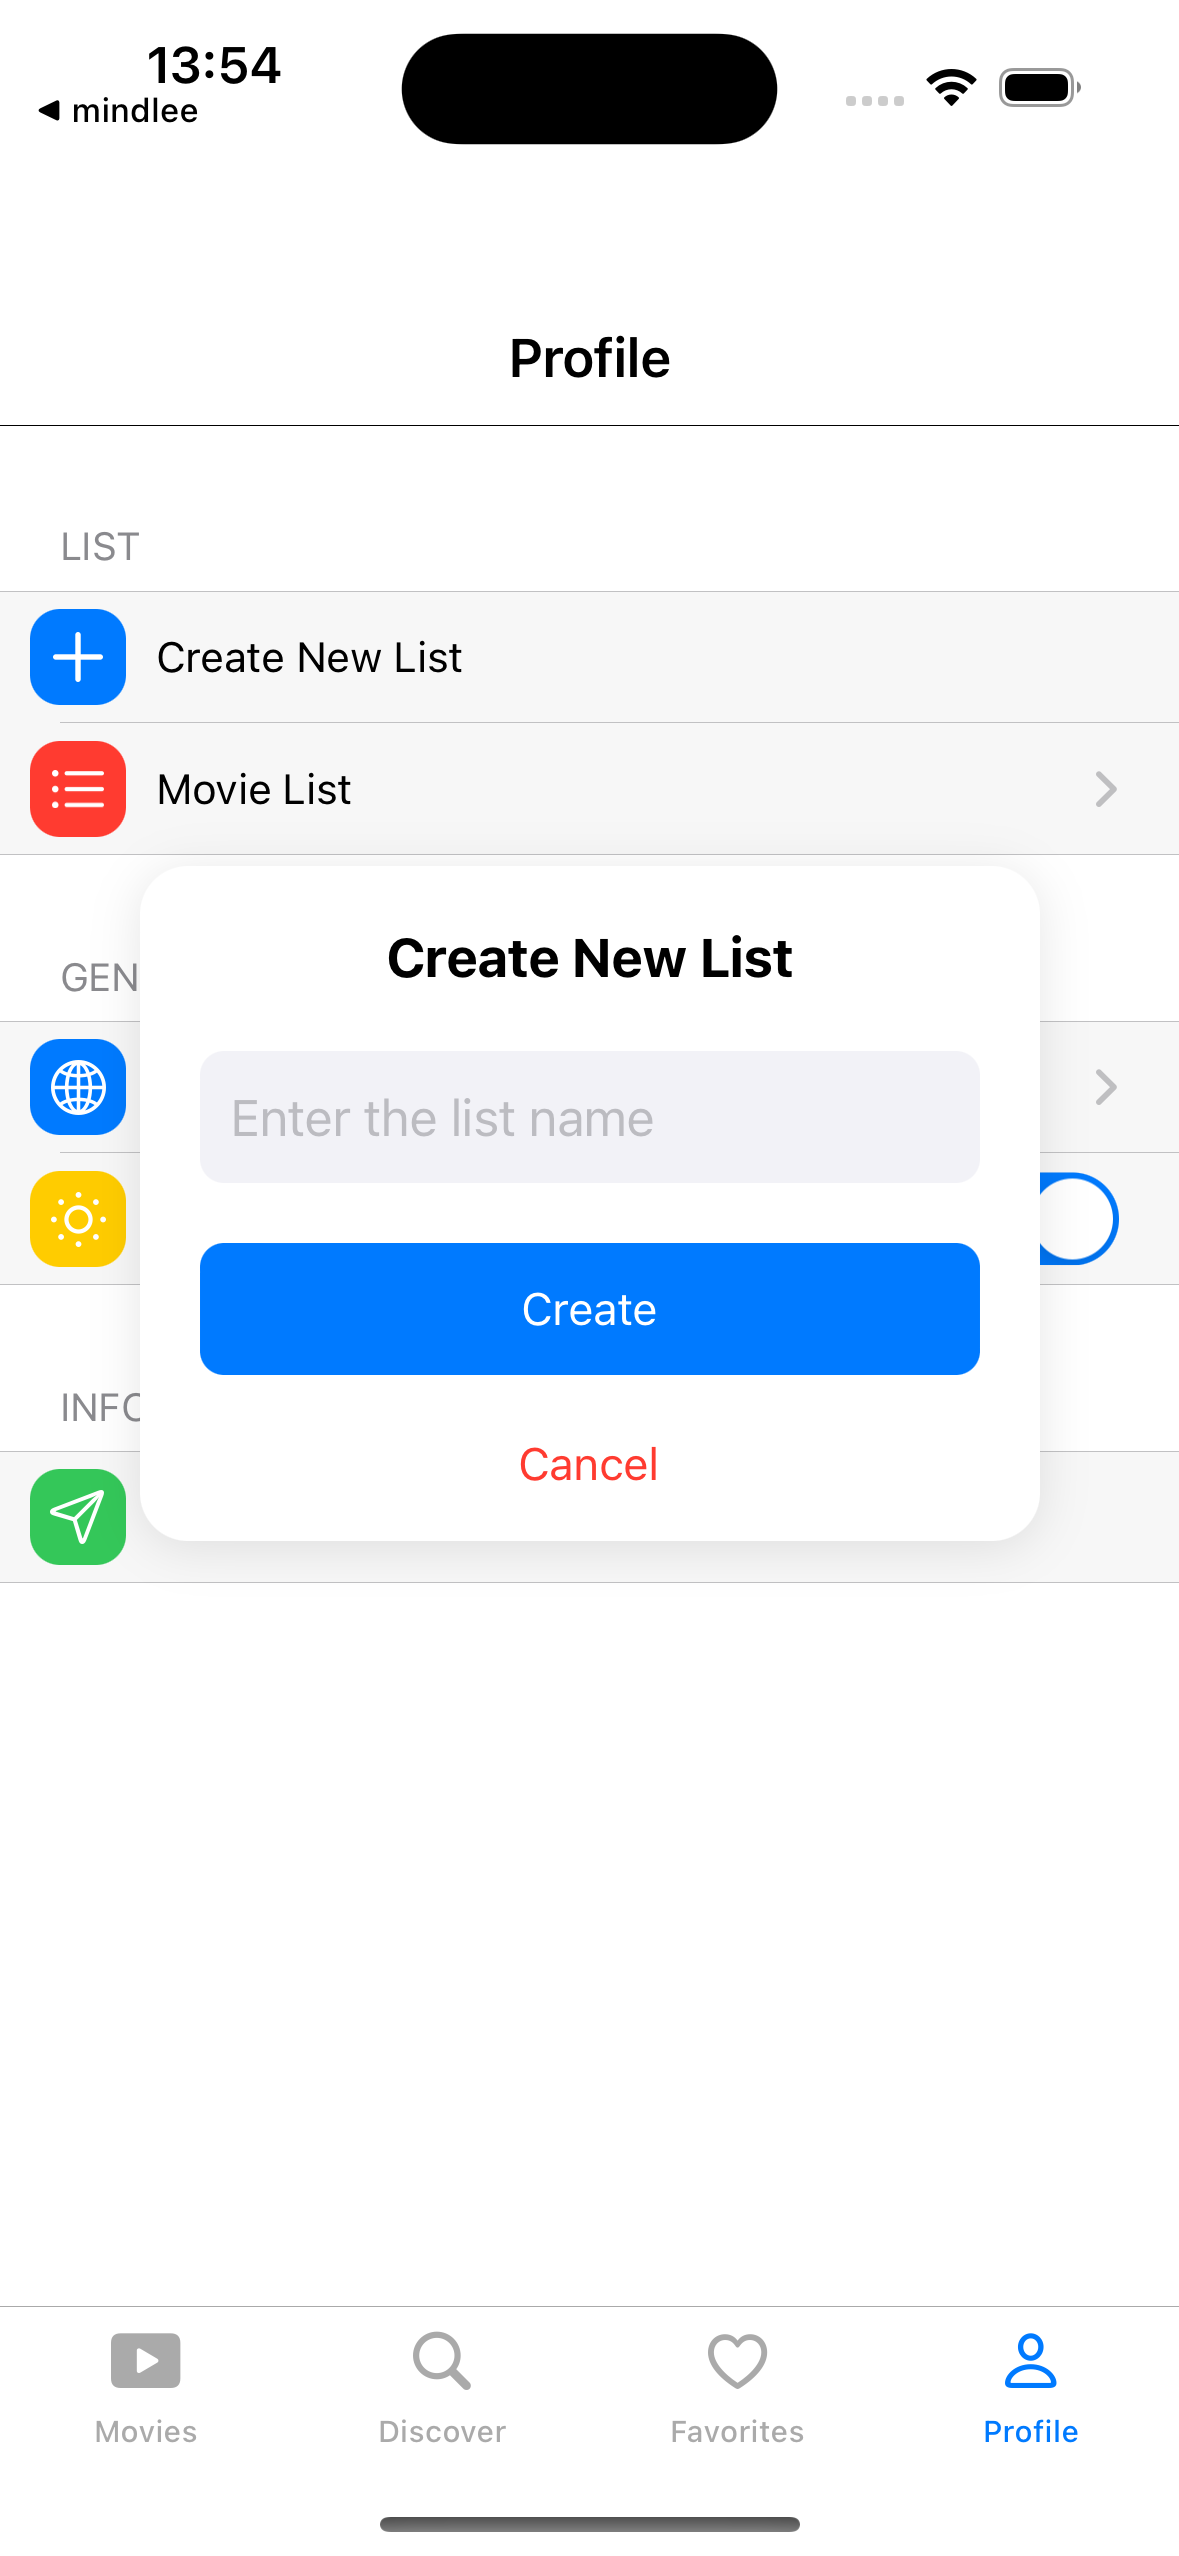 13:54
mindlee
Profile
LIST
Create New List
Movie List
GEN
Create New List
Enter the list name
Create
INFO
Cancel
Movies
Discover
Favorites
Profile